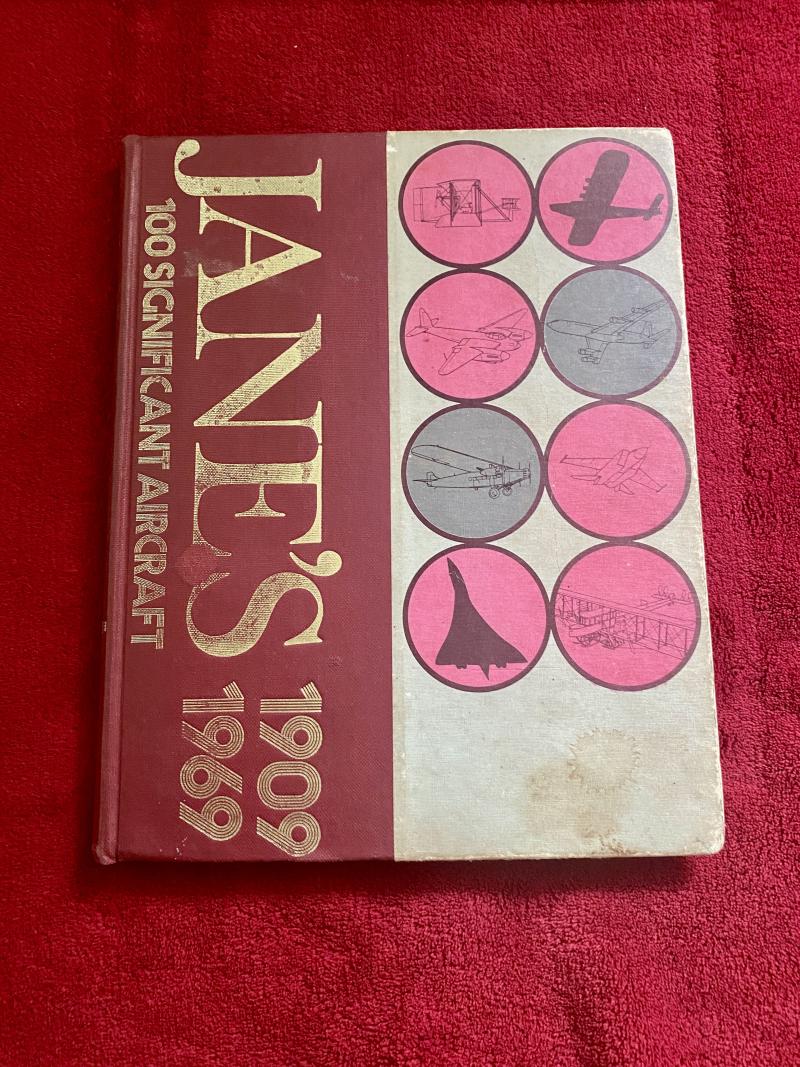 JANE'S
1909
1969
100 SIGNIFICANT AIRCRAFT